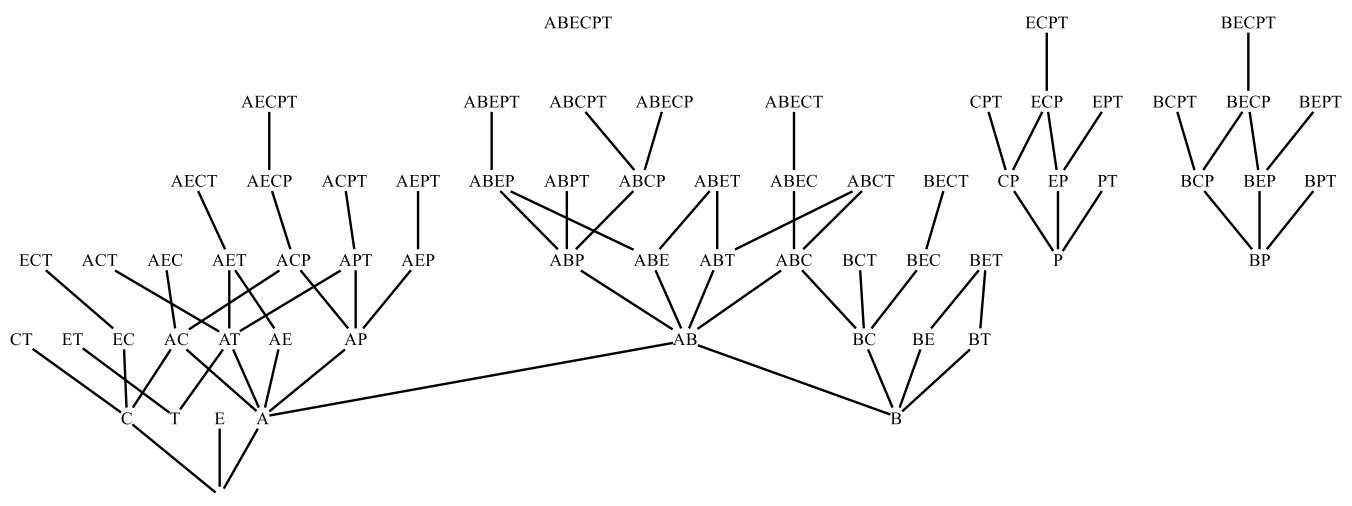 ABECPT ECPT BECPT
AECPT ABEPT ABCPT ABECP ABECT CPT ECP EPT BCPT BECP BEPT
AECT AECP ACPT AEPT ABEP ABPT ABCP ABET ABEC ABCT BECT CP EP PT BCP BEP BPT
ECT ACT AEC AET ACP APT AEP ABP ABE ABT ABC BCT BEC BET P BP
CT ET EC AC AT AE AP AB BC BE BT
C T E A B